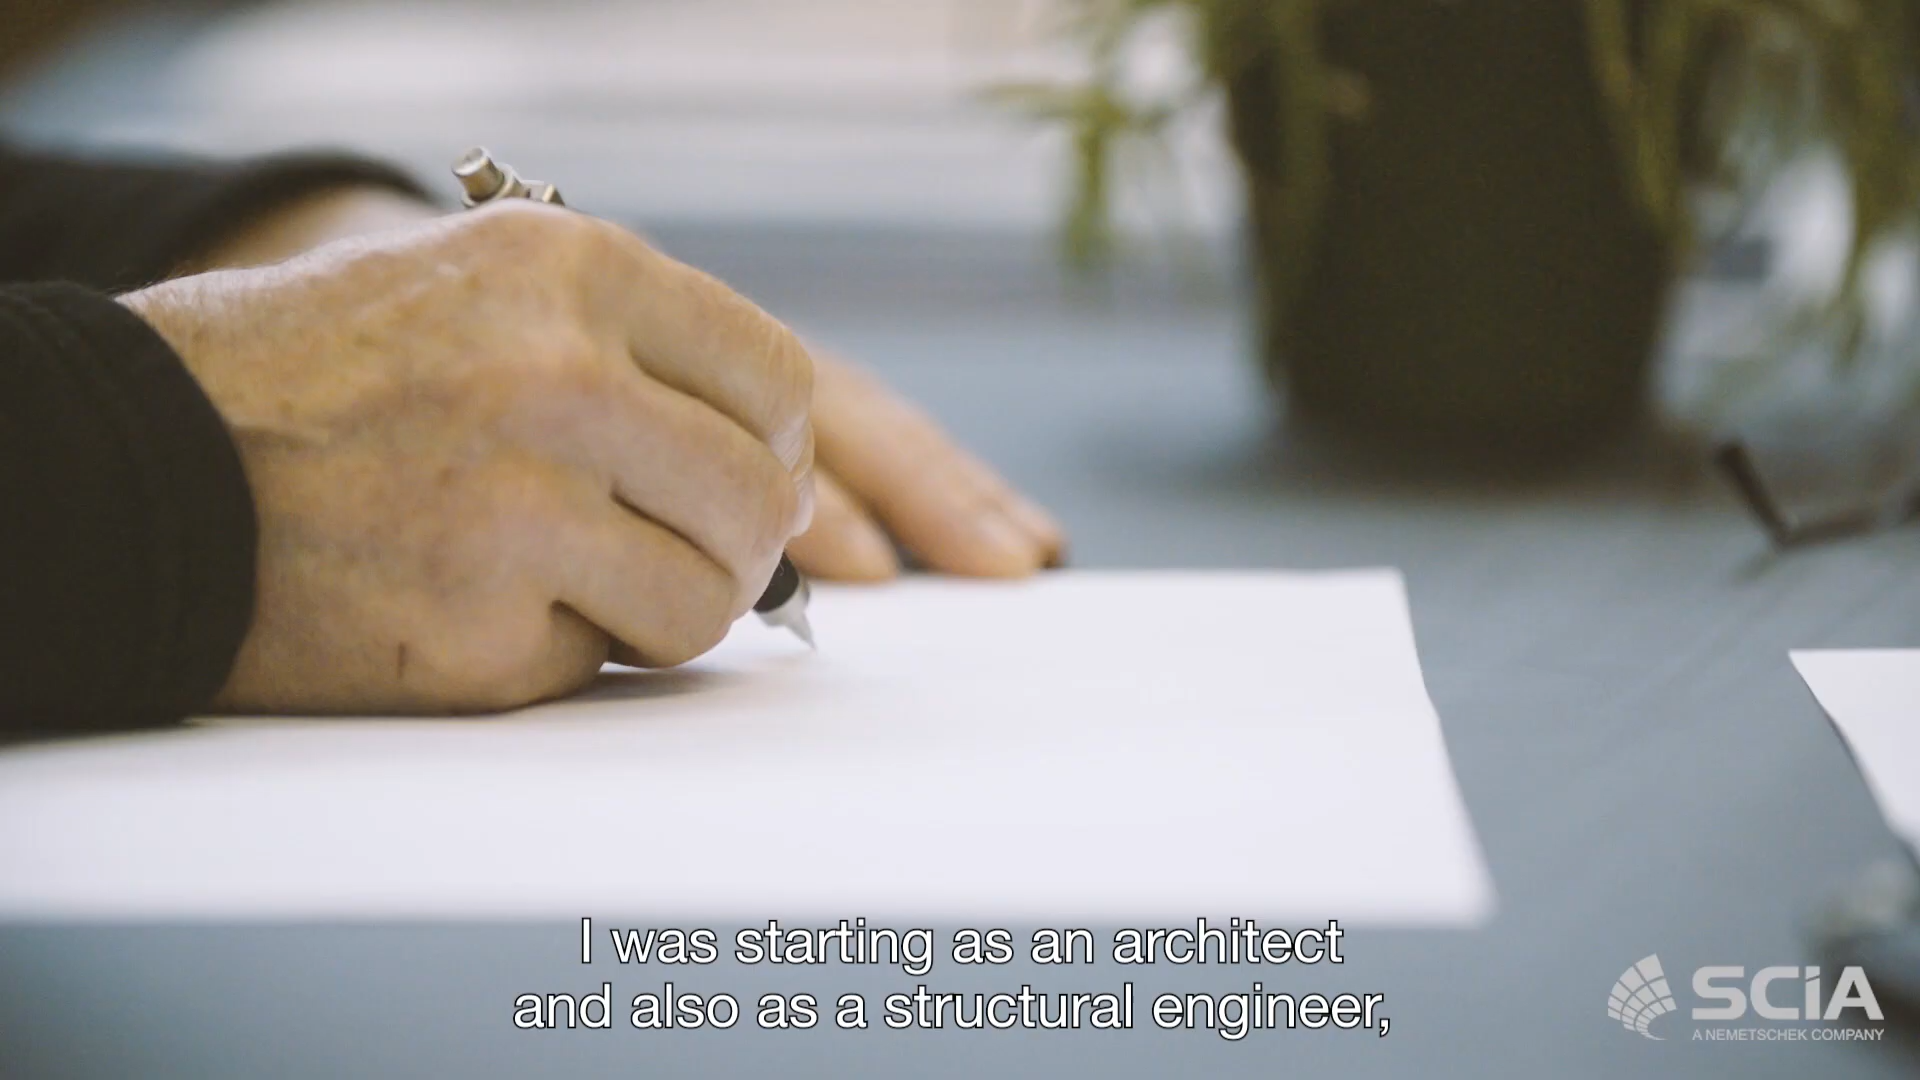 I was starting as an architect
and also as a structural engineer,
SCIA
A NEMETSCHEK COMPANY